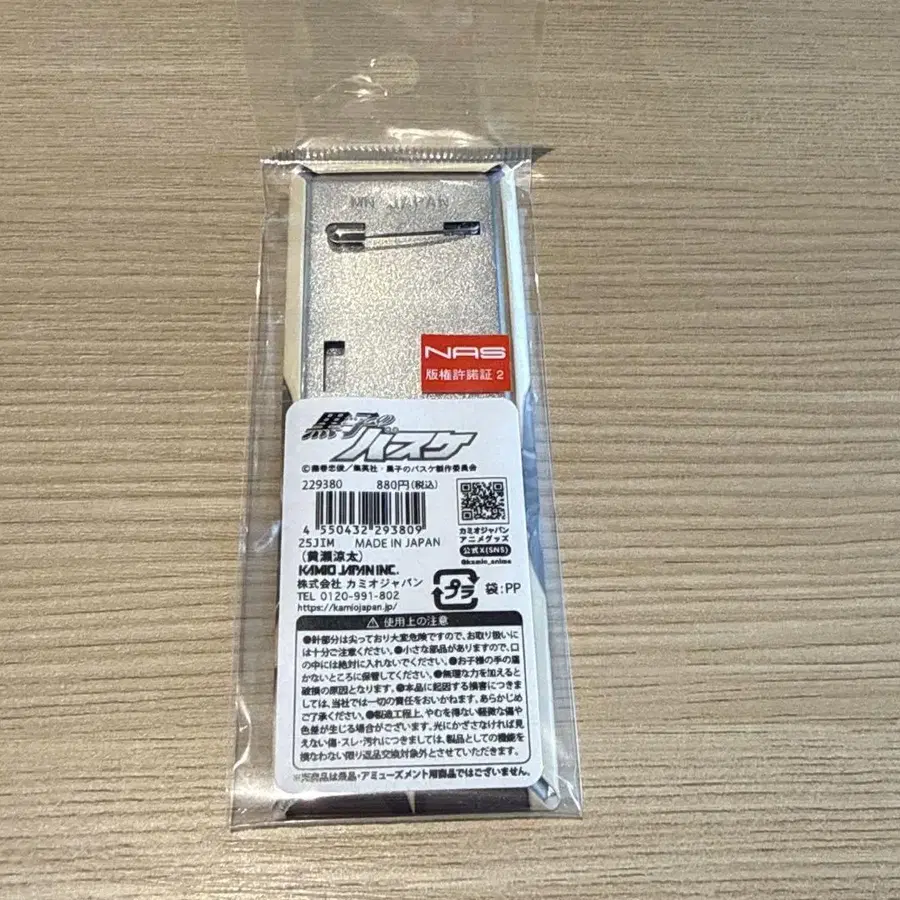 MN JAPAN
NAS
版権許諾証 2
黒子のバスケ
©藤巻忠俊/集英社・黒子のバスケ製作委員会
229380 880円(税込)
4 550432 293809
25JIM MADE IN JAPAN
(黄瀬涼太)
KAMIO JAPAN INC.
株式会社 カミオジャパン
TEL 0120-991-802
https://kamiojapan.jp/
カミオジャパン
アニメグッズ
公式X(SNS)
@kamio_anime
プラ 袋:PP
⚠ 使用上の注意
●針部分は尖っており大変危険ですので、お取り扱いに
は十分ご注意ください。●小さな部品がありますので、口
の中には絶対に入れないでください。●お子様の手の届
かないところに保管してください。●無理な力を加えると
破損の原因となります。●本品に起因する損害につきま
しては、当社では一切の責任をおいかねます。あらかじめ
ご了承ください。●製造工程上、やむを得ない軽微な傷や
色差が生じる場合がございます。光にかざさなければ見
えない傷・スレ・汚れにつきましては、製品としての機能を
損なわない限り返品交換対象外とさせていただきます。
※本商品は景品・アミューズメント用商品ではございません。